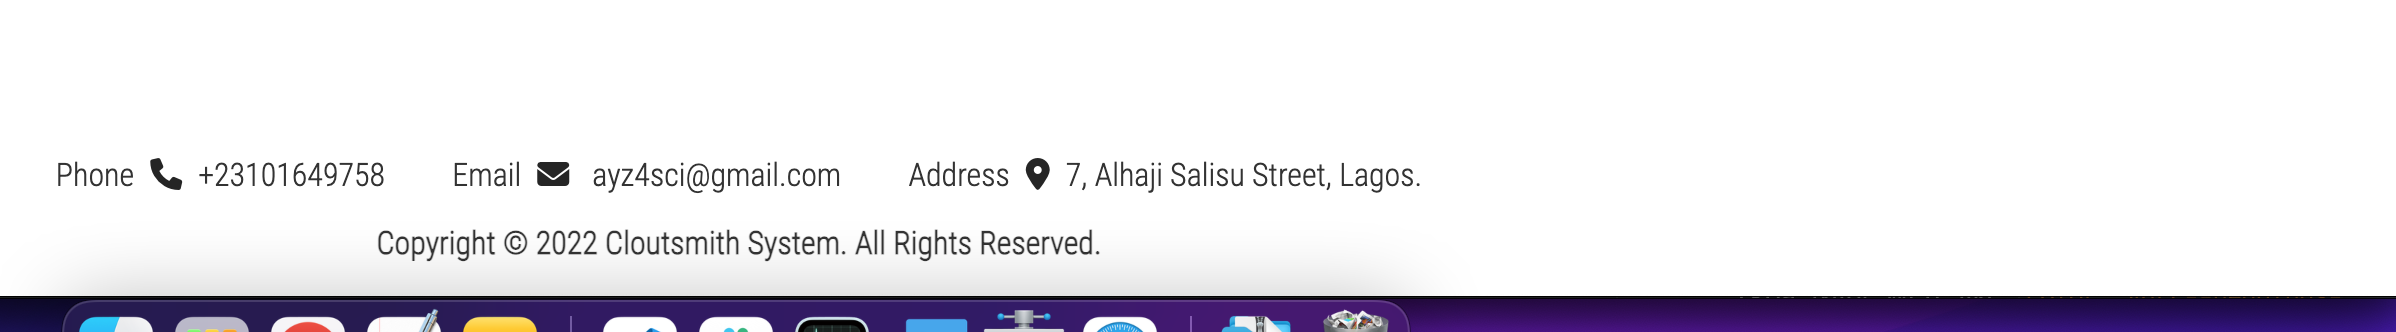 Phone +23101649758 Email ayz4sci@gmail.com Address 7, Alhaji Salisu Street, Lagos.
Copyright © 2022 Cloutsmith System. All Rights Reserved.